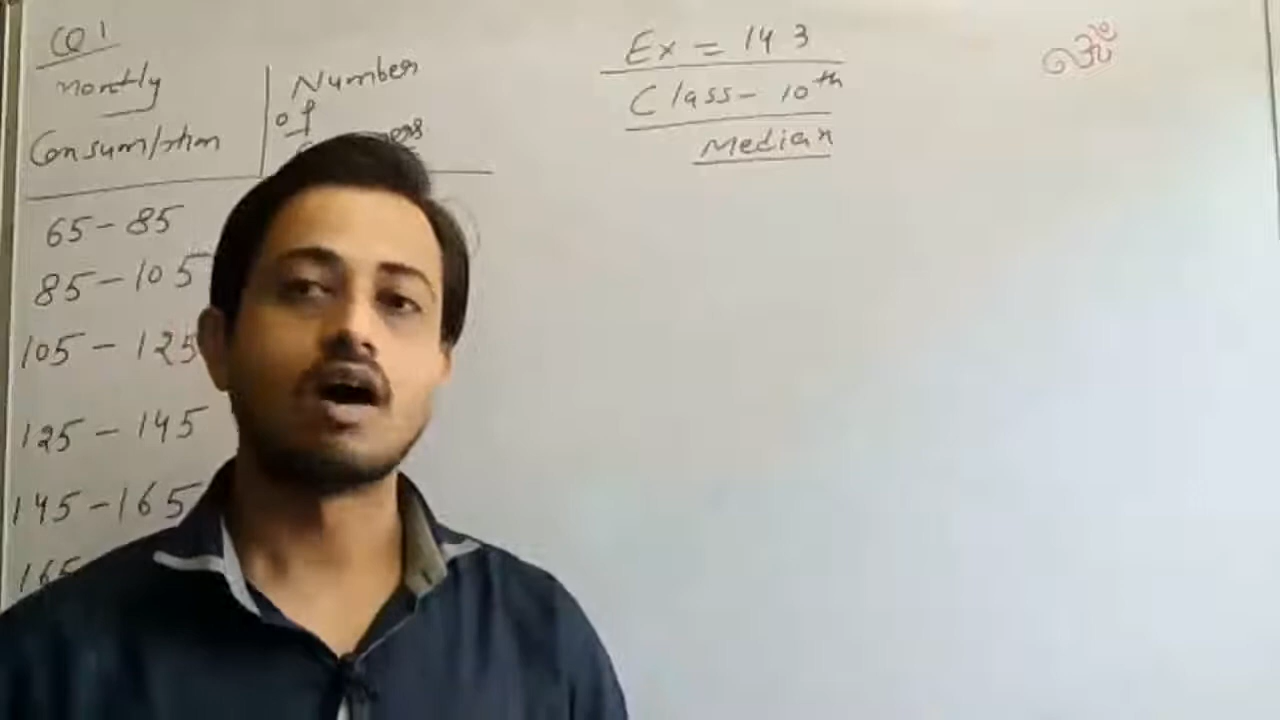 Q1
Monthly
Consumption
Number
of
65-85
85-105
105-125
125-145
145-165
165
Ex = 14 3
Class- 10th
Median
ॐ